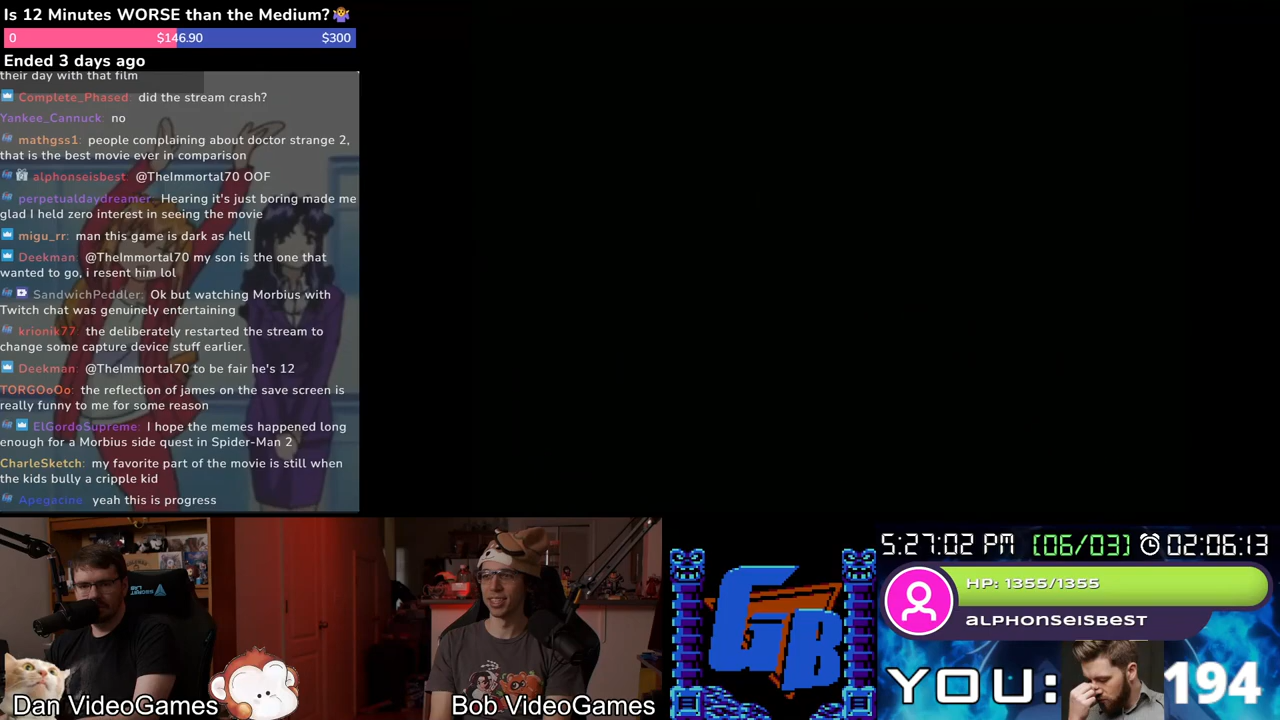 Is 12 Minutes WORSE than the Medium?🤷
0 $146.90 $300
Ended 3 days ago
their day with that film
Complete_Phased: did the stream crash?
Yankee_Cannuck: no
mathgss1: people complaining about doctor strange 2,
that is the best movie ever in comparison
alphonseisbest: @TheImmortal70 OOF
perpetualdaydreamer: Hearing it's just boring made me
glad I held zero interest in seeing the movie
migu_rr: man this game is dark as hell
Deekman: @TheImmortal70 my son is the one that
wanted to go, i resent him lol
SandwichPeddler: Ok but watching Morbius with
Twitch chat was genuinely entertaining
krionik77: the deliberately restarted the stream to
change some capture device stuff earlier.
Deekman: @TheImmortal70 to be fair he's 12
TORGOoOo: the reflection of james on the save screen is
really funny to me for some reason
ElGordoSupreme: I hope the memes happened long
enough for a Morbius side quest in Spider-Man 2
CharleSketch: my favorite part of the movie is still when
the kids bully a cripple kid
Apegacine: yeah this is progress
Dan VideoGames
Bob VideoGames
GB
5:27:02 PM [06/03] 02:06:13
HP: 1355/1355
alphonseisbest
YOU: 194